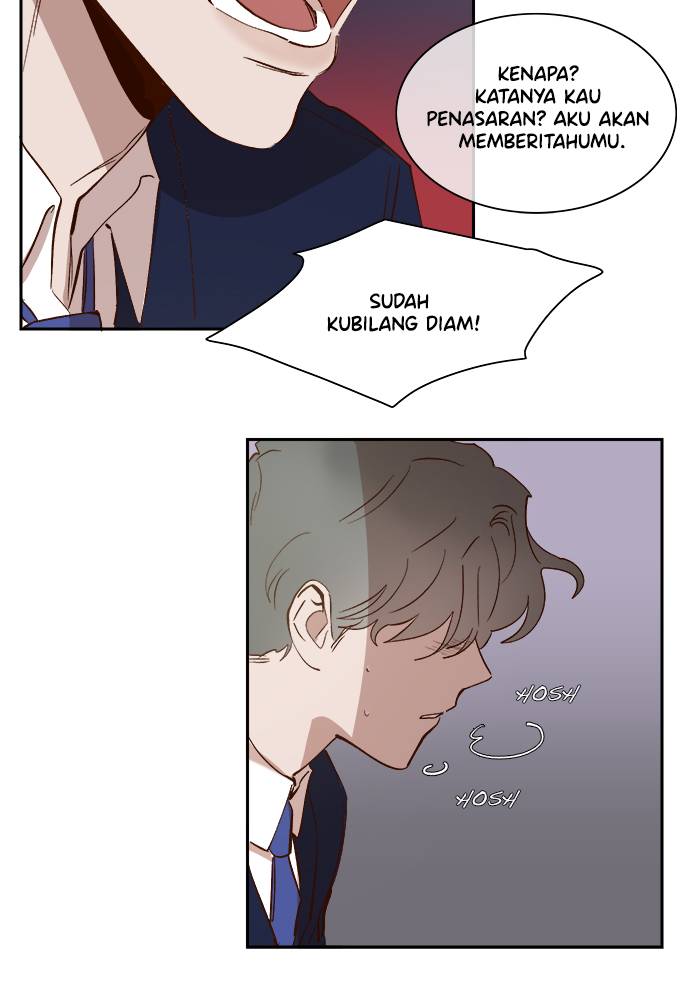 KENAPA?
KATANYA KAU
PENASARAN? AKU AKAN
MEMBERITAHUMU.
SUDAH
KUBILANG DIAM!
HOSH
HOSH